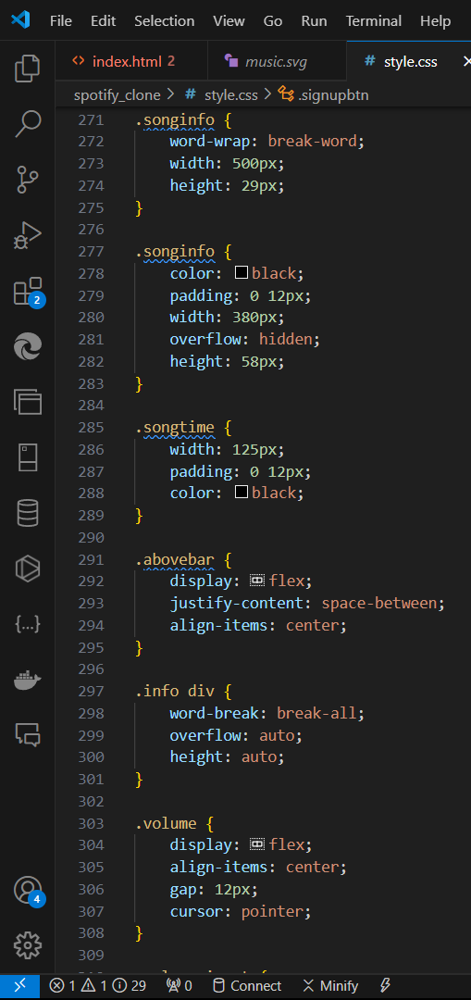 File Edit Selection View Go Run Terminal Help
index.html 2 music.svg # style.css
spotify_clone > # style.css > .signupbtn
271 .songinfo {
272 word-wrap: break-word;
273 width: 500px;
274 height: 29px;
275 }
276
277 .songinfo {
278 color: black;
279 padding: 0 12px;
280 width: 380px;
281 overflow: hidden;
282 height: 58px;
283 }
284
285 .songtime {
286 width: 125px;
287 padding: 0 12px;
288 color: black;
289 }
290
291 .abovebar {
292 display: flex;
293 justify-content: space-between;
294 align-items: center;
295 }
296
297 .info div {
298 word-break: break-all;
299 overflow: auto;
300 height: auto;
301 }
302
303 .volume {
304 display: flex;
305 align-items: center;
306 gap: 12px;
307 cursor: pointer;
308 }
309
2
{...}
4
1 1 29 0 Connect Minify